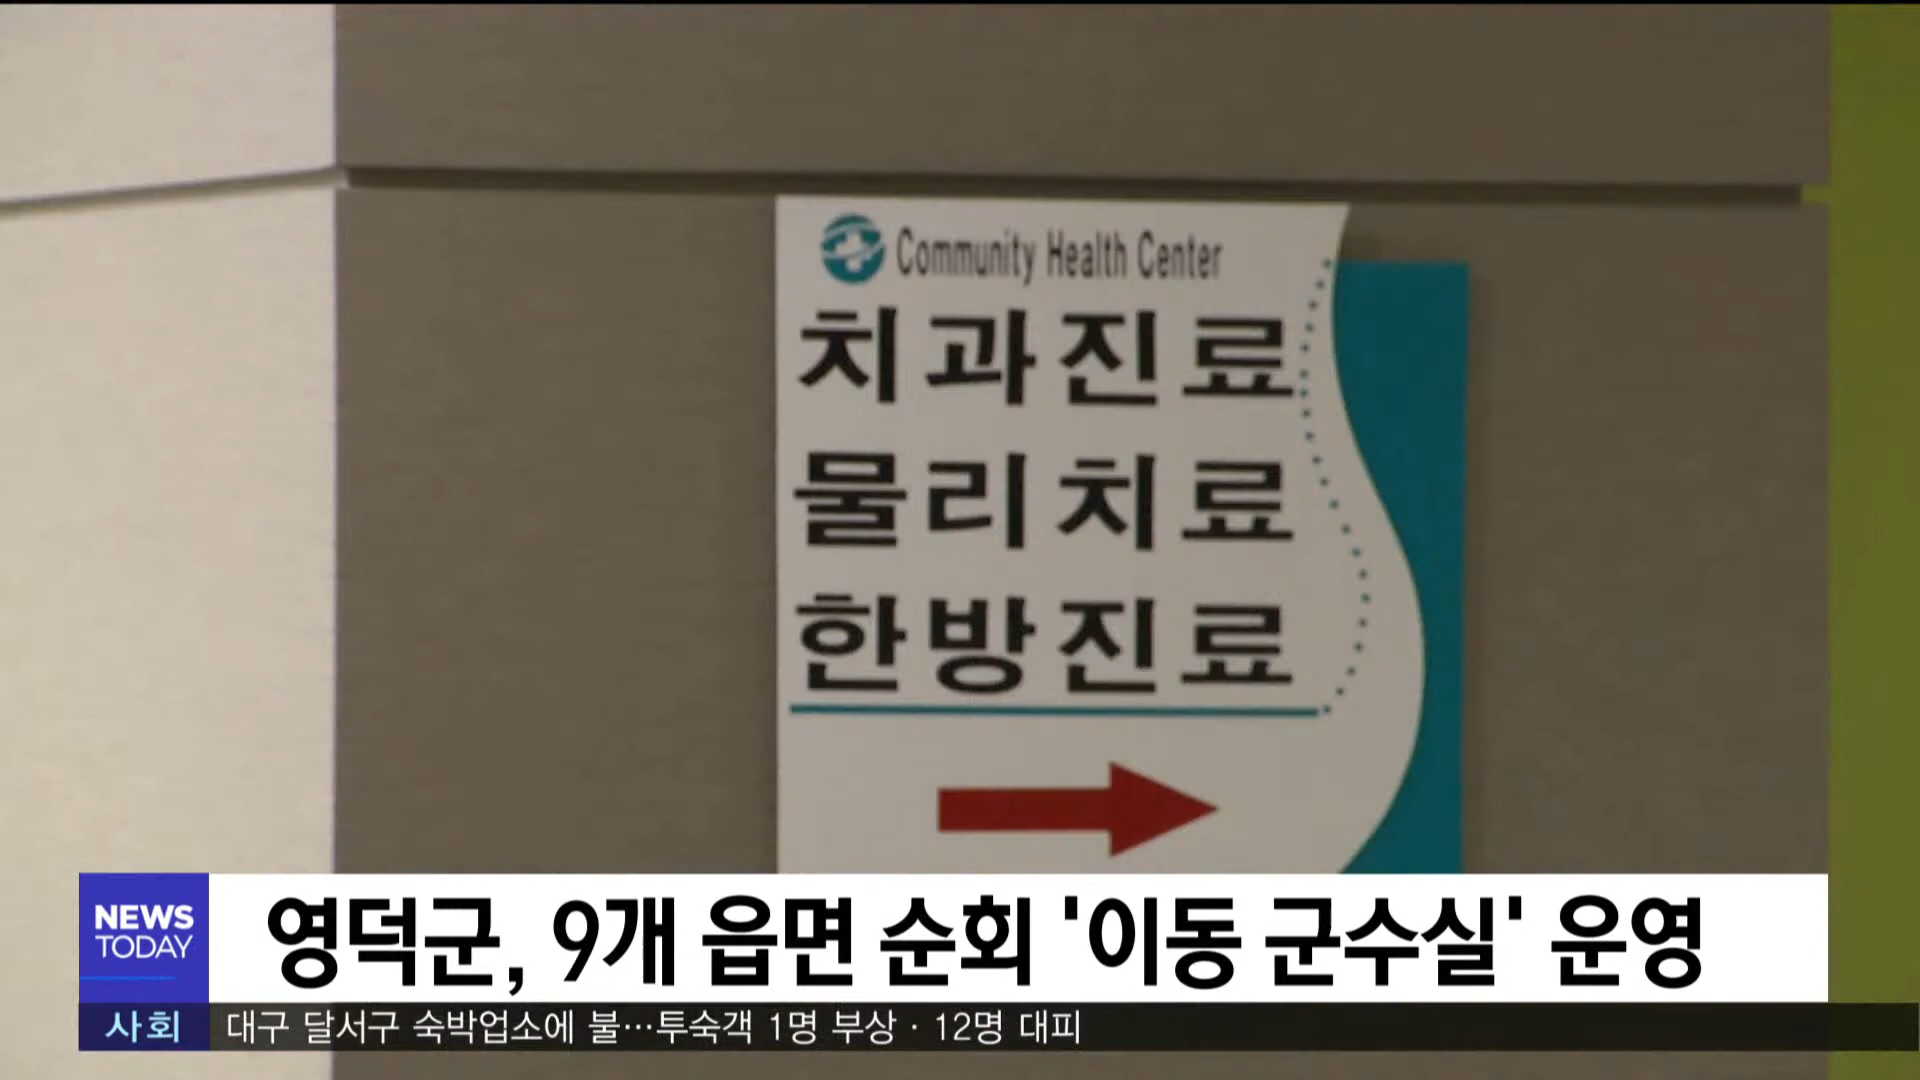 Community Health Center
치과진료
물리치료
한방진료
NEWS
TODAY
영덕군, 9개 읍면 순회 '이동 군수실' 운영
사회
대구 달서구 숙박업소에 불…투숙객 1명 부상·12명 대피